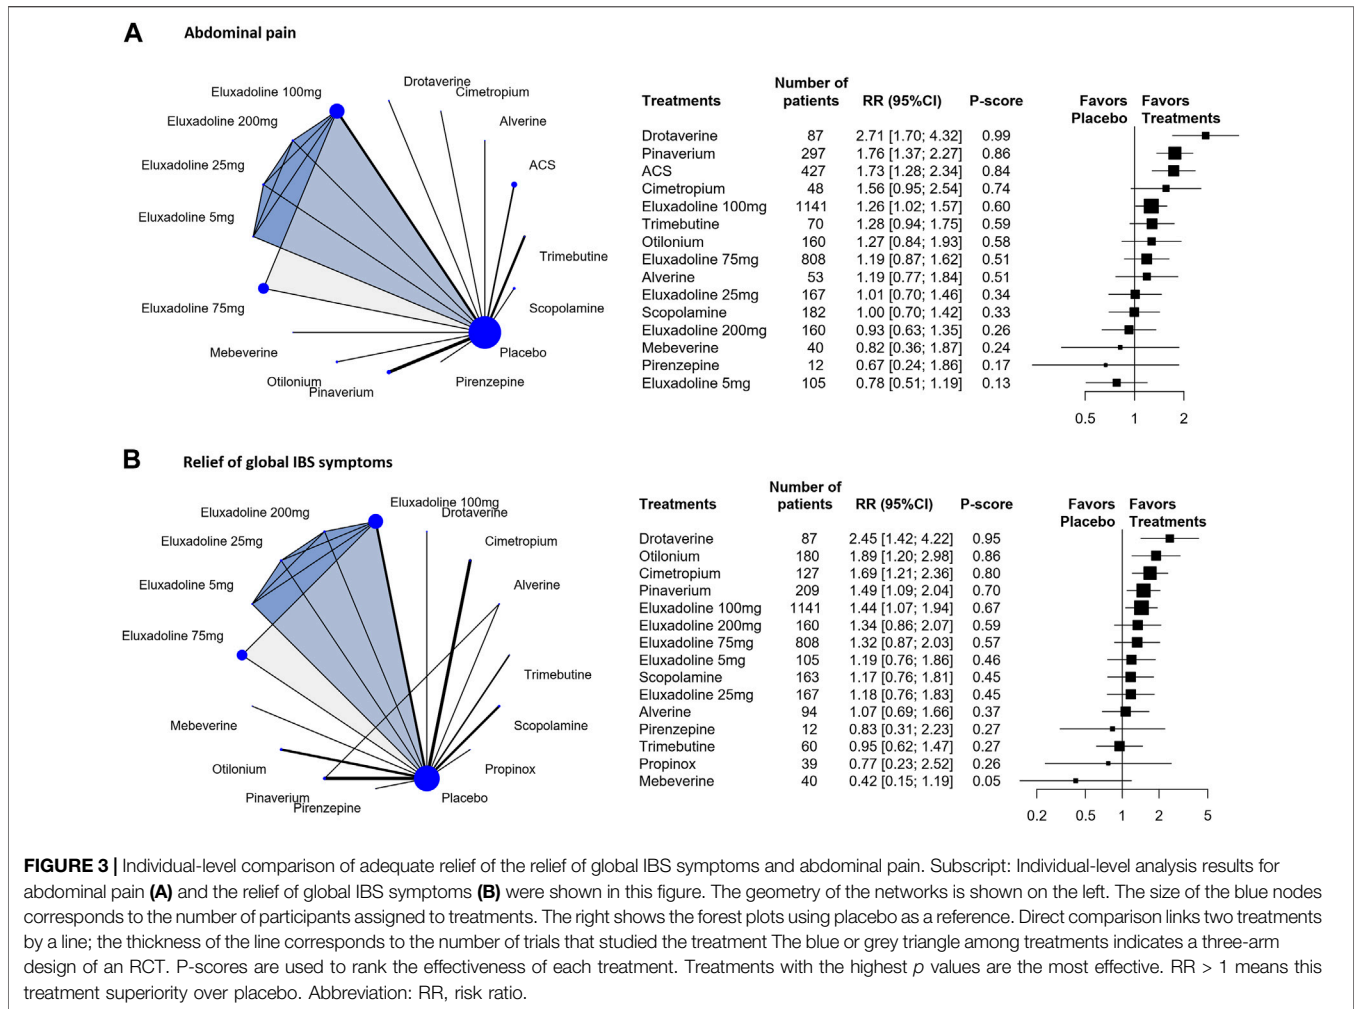 A Abdominal pain
Drotaverine
Cimetropium
Eluxadoline 100mg
Eluxadoline 200mg
Alverine
Eluxadoline 25mg
ACS
Eluxadoline 5mg
Trimebutine
Eluxadoline 75mg
Scopolamine
Mebeverine
Placebo
Otilonium
Pirenzepine
Pinaverium
Number of Favors Favors
Treatments patients RR (95%CI) P-score Placebo Treatments
Drotaverine 87 2.71 [1.70; 4.32] 0.99
Pinaverium 297 1.76 [1.37; 2.27] 0.86
ACS 427 1.73 [1.28; 2.34] 0.84
Cimetropium 48 1.56 [0.95; 2.54] 0.74
Eluxadoline 100mg 1141 1.26 [1.02; 1.57] 0.60
Trimebutine 70 1.28 [0.94; 1.75] 0.59
Otilonium 160 1.27 [0.84; 1.93] 0.58
Eluxadoline 75mg 808 1.19 [0.87; 1.62] 0.51
Alverine 53 1.19 [0.77; 1.84] 0.51
Eluxadoline 25mg 167 1.01 [0.70; 1.46] 0.34
Scopolamine 182 1.00 [0.70; 1.42] 0.33
Eluxadoline 200mg 160 0.93 [0.63; 1.35] 0.26
Mebeverine 40 0.82 [0.36; 1.87] 0.24
Pirenzepine 12 0.67 [0.24; 1.86] 0.17
Eluxadoline 5mg 105 0.78 [0.51; 1.19] 0.13
0.5 1 2
B Relief of global IBS symptoms
Eluxadoline 100mg
Drotaverine
Eluxadoline 200mg
Eluxadoline 25mg
Cimetropium
Eluxadoline 5mg
Alverine
Eluxadoline 75mg
Trimebutine
Mebeverine
Scopolamine
Otilonium
Propinox
Pinaverium
Placebo
Pirenzepine
Number of Favors Favors
Treatments patients RR (95%CI) P-score Placebo Treatments
Drotaverine 87 2.45 [1.42; 4.22] 0.95
Otilonium 180 1.89 [1.20; 2.98] 0.86
Cimetropium 127 1.69 [1.21; 2.36] 0.80
Pinaverium 209 1.49 [1.09; 2.04] 0.70
Eluxadoline 100mg 1141 1.44 [1.07; 1.94] 0.67
Eluxadoline 200mg 160 1.34 [0.86; 2.07] 0.59
Eluxadoline 75mg 808 1.32 [0.87; 2.03] 0.57
Eluxadoline 5mg 105 1.19 [0.76; 1.86] 0.46
Scopolamine 163 1.17 [0.76; 1.81] 0.45
Eluxadoline 25mg 167 1.18 [0.76; 1.83] 0.45
Alverine 94 1.07 [0.69; 1.66] 0.37
Pirenzepine 12 0.83 [0.31; 2.23] 0.27
Trimebutine 60 0.95 [0.62; 1.47] 0.27
Propinox 39 0.77 [0.23; 2.52] 0.26
Mebeverine 40 0.42 [0.15; 1.19] 0.05
0.2 0.5 1 2 5
FIGURE 3 | Individual-level comparison of adequate relief of the relief of global IBS symptoms and abdominal pain. Subscript: Individual-level analysis results for
abdominal pain (A) and the relief of global IBS symptoms (B) were shown in this figure. The geometry of the networks is shown on the left. The size of the blue nodes
corresponds to the number of participants assigned to treatments. The right shows the forest plots using placebo as a reference. Direct comparison links two treatments
by a line; the thickness of the line corresponds to the number of trials that studied the treatment The blue or grey triangle among treatments indicates a three-arm
design of an RCT. P-scores are used to rank the effectiveness of each treatment. Treatments with the highest p values are the most effective. RR > 1 means this
treatment superiority over placebo. Abbreviation: RR, risk ratio.